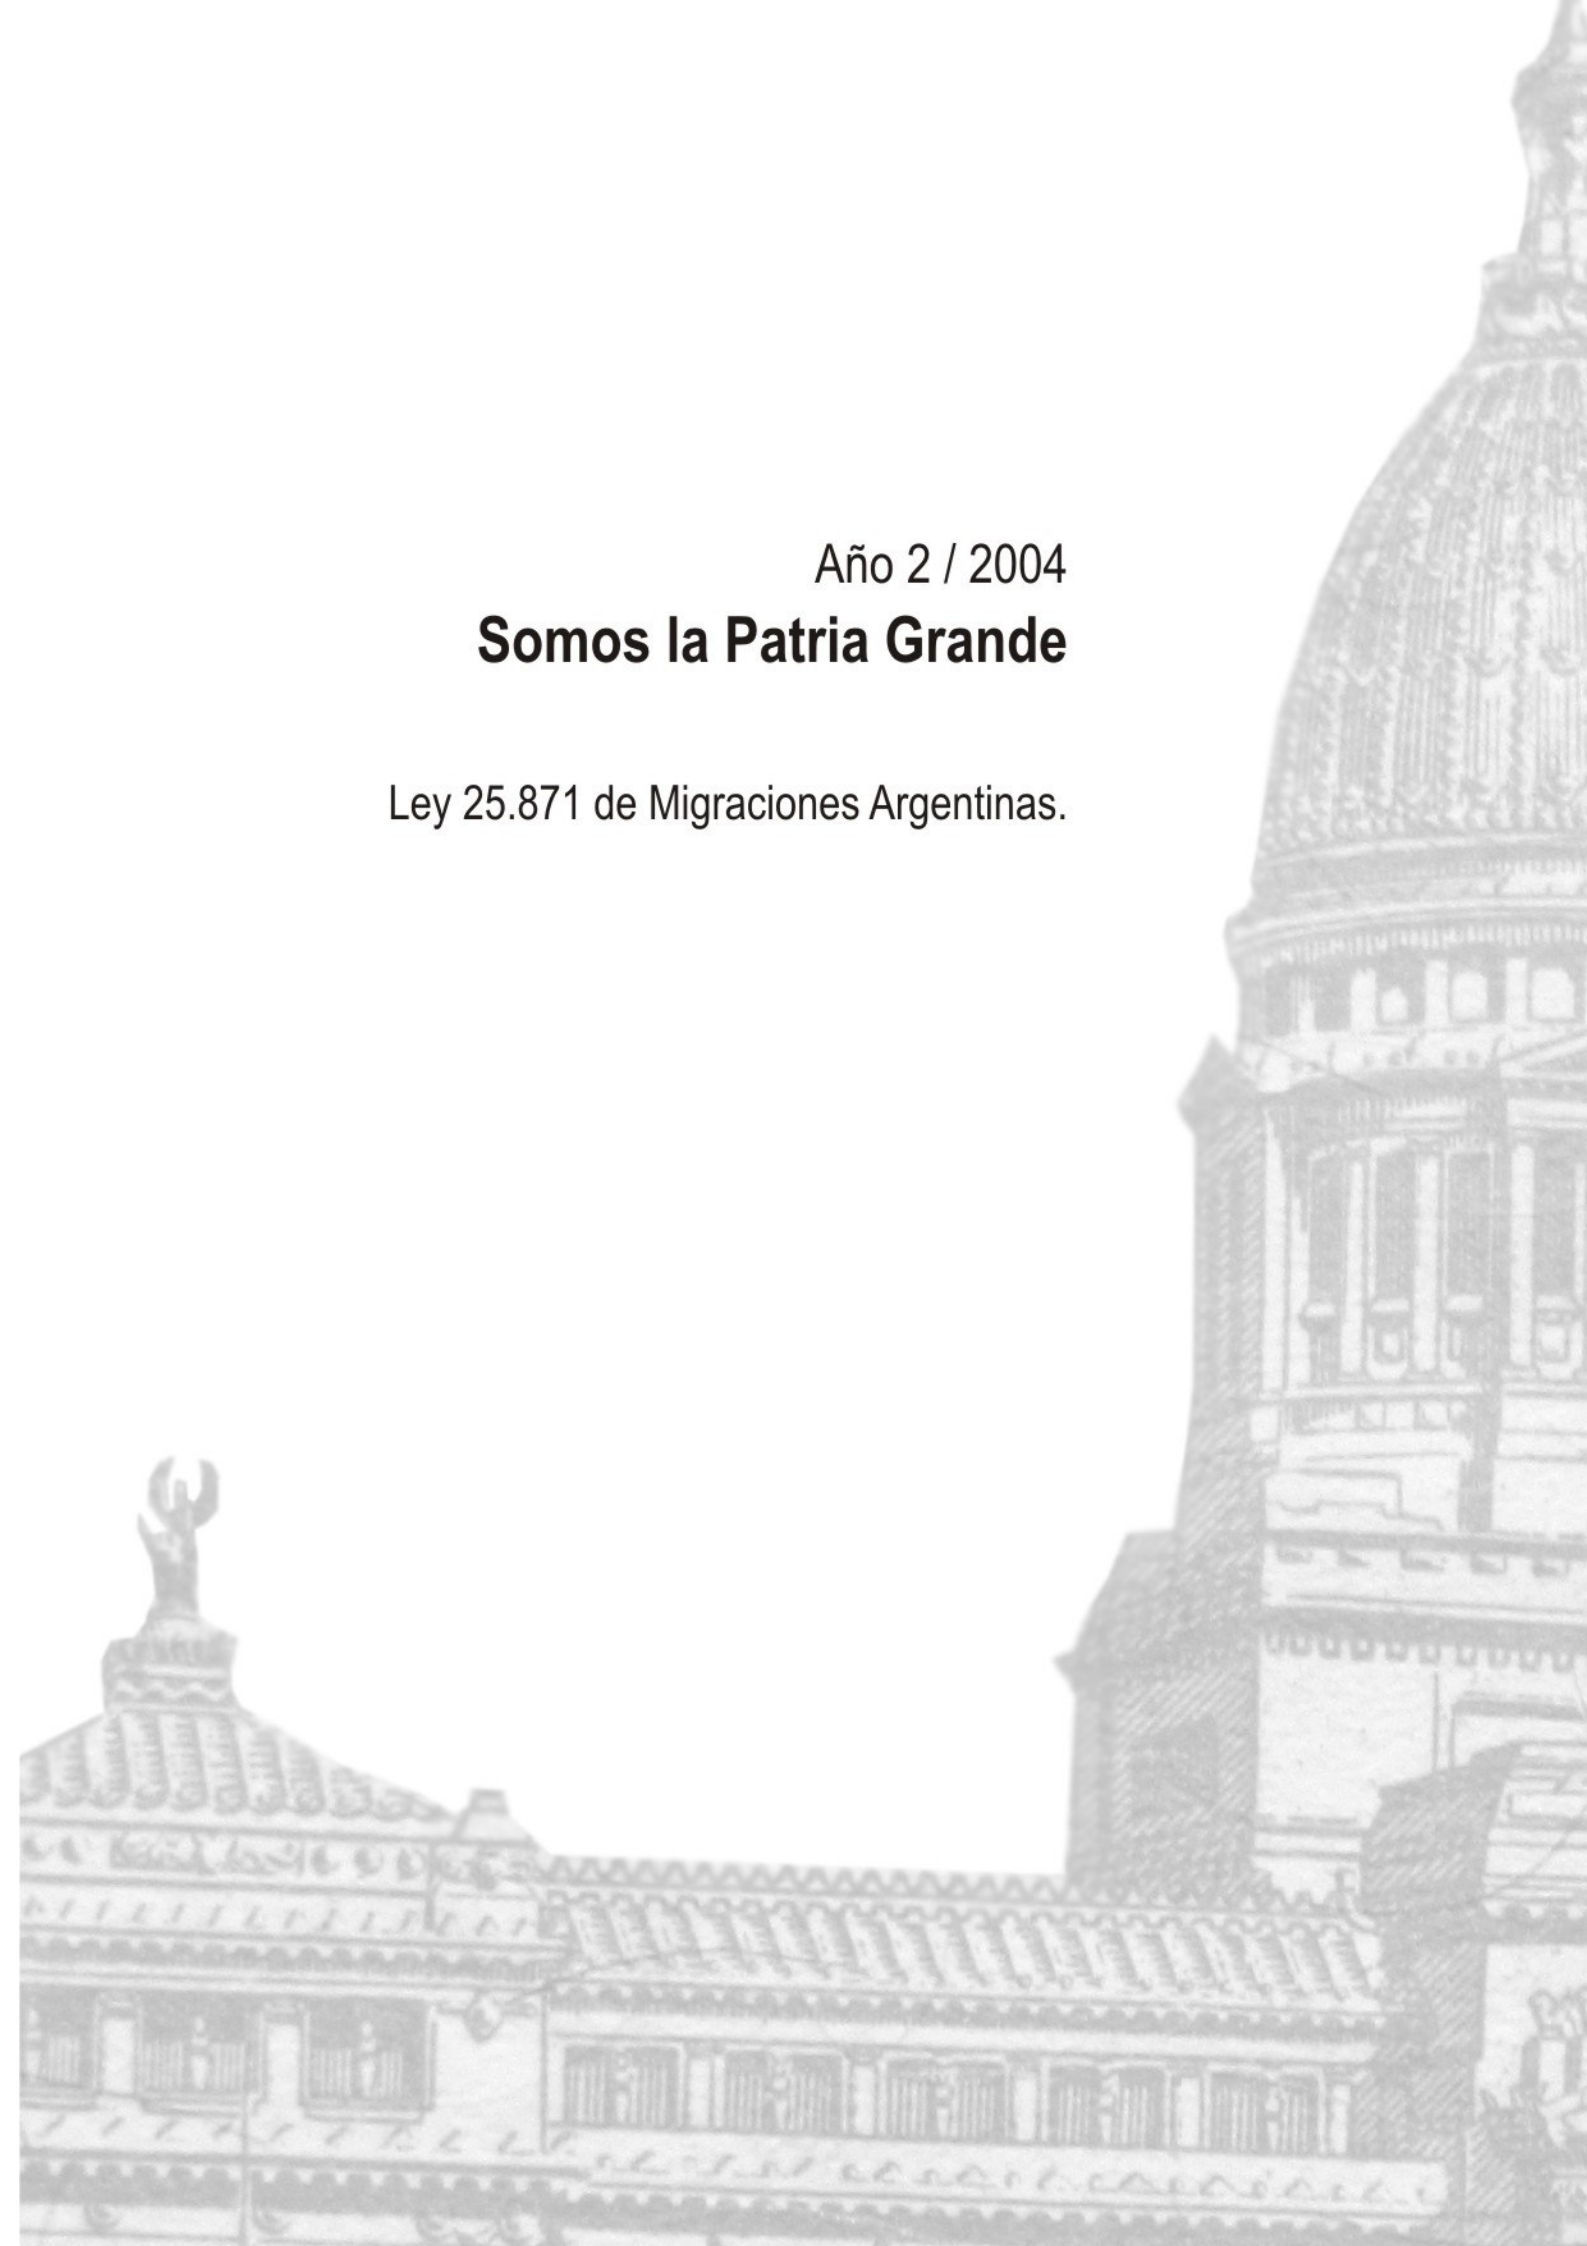 Año 2 / 2004
Somos la Patria Grande
Ley 25.871 de Migraciones Argentinas.